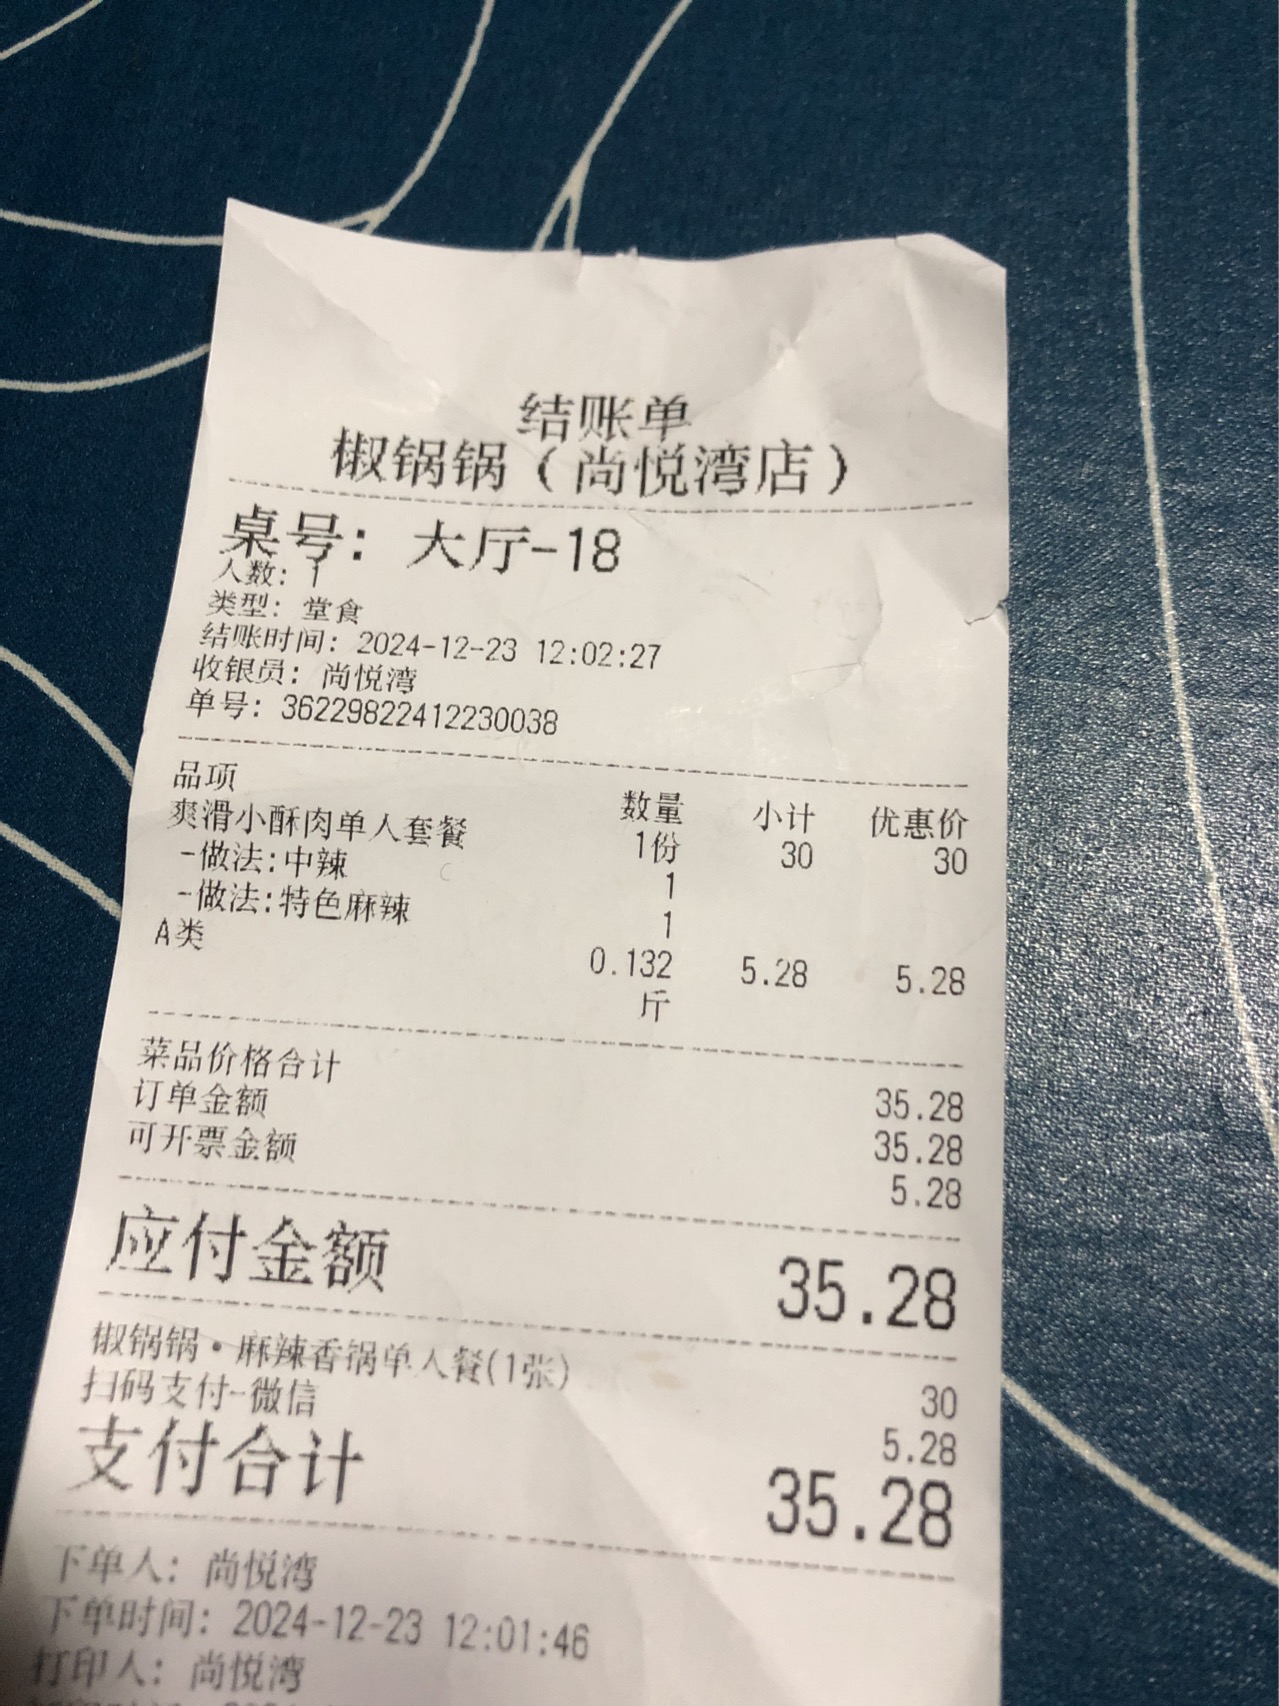 结账单
椒锅锅（尚悦湾店）
桌号：大厅-18
人数：1
类型：堂食
结账时间：2024-12-23 12:02:27
收银员：尚悦湾
单号：36229822412230038
品项 数量 小计 优惠价
爽滑小酥肉单人套餐 1份 30 30
-做法:中辣 1
-做法:特色麻辣 1
A类 0.132 5.28 5.28
斤
菜品价格合计 35.28
订单金额 35.28
可开票金额 5.28
应付金额 35.28
椒锅锅•麻辣香锅单人餐(1张) 30
扫码支付-微信 5.28
支付合计 35.28
下单人：尚悦湾
下单时间：2024-12-23 12:01:46
打印人：尚悦湾